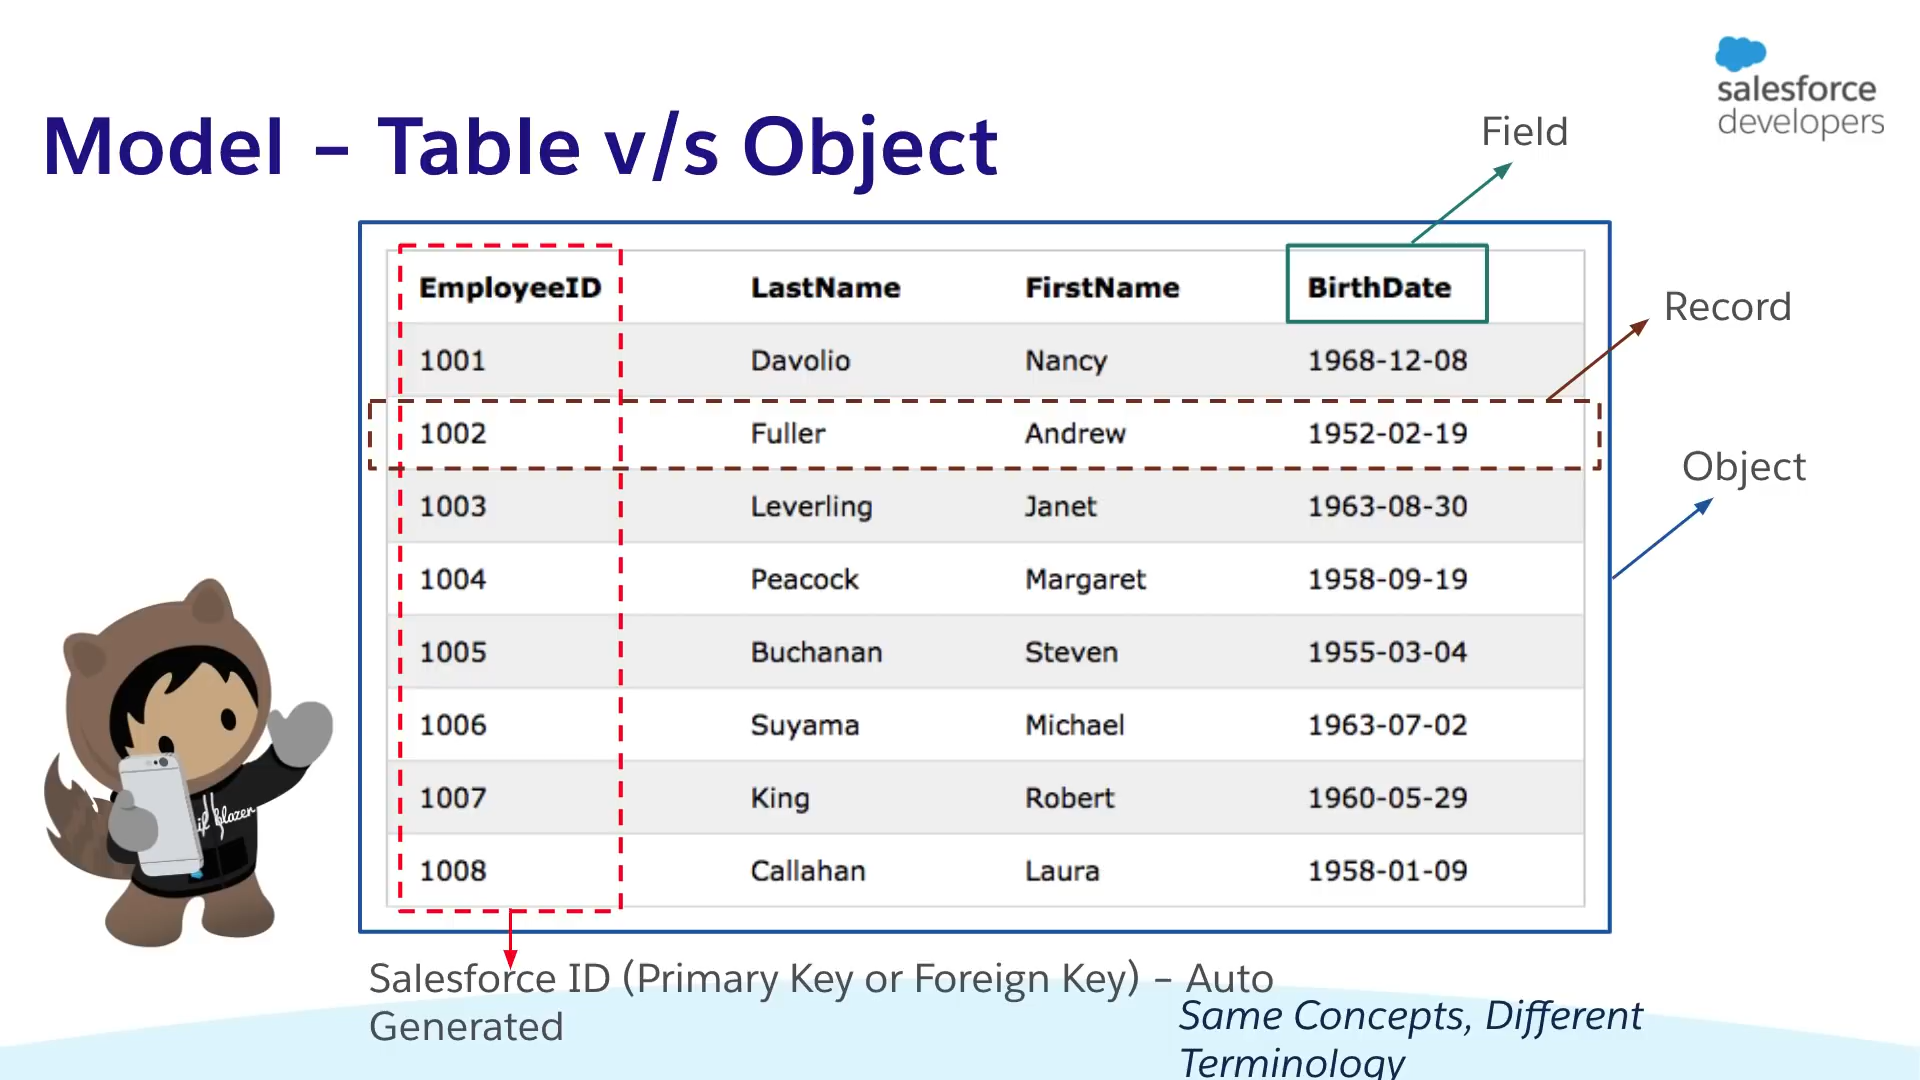 salesforce
developers
Model – Table v/s Object
Field
Record
Object
EmployeeID LastName FirstName BirthDate
1001 Davolio Nancy 1968-12-08
1002 Fuller Andrew 1952-02-19
1003 Leverling Janet 1963-08-30
1004 Peacock Margaret 1958-09-19
1005 Buchanan Steven 1955-03-04
1006 Suyama Michael 1963-07-02
1007 King Robert 1960-05-29
1008 Callahan Laura 1958-01-09
Salesforce ID (Primary Key or Foreign Key) – Auto
Generated
Same Concepts, Different
Terminology